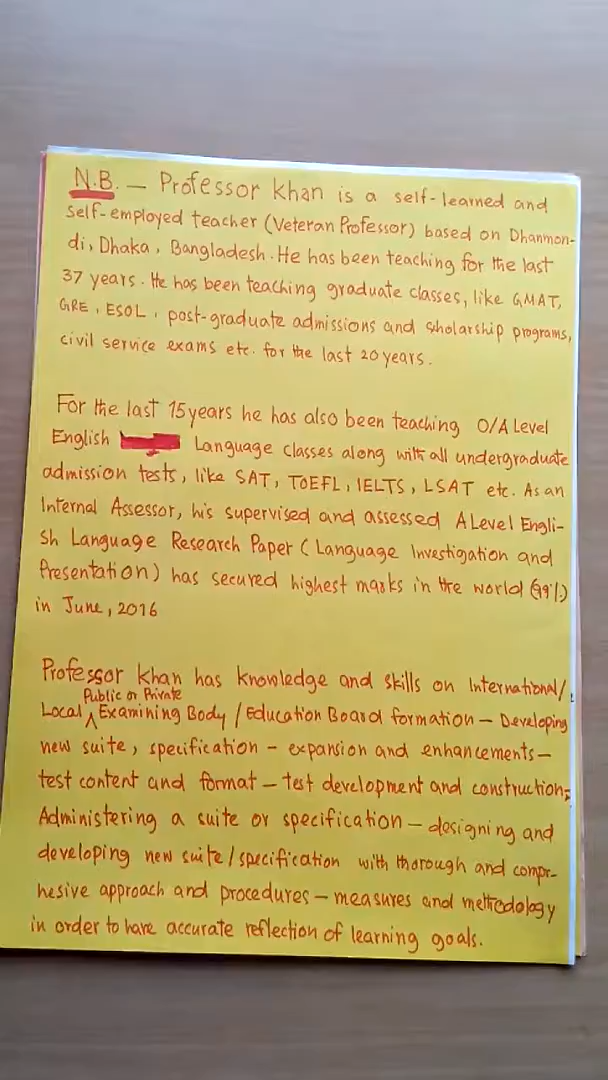 N.B. — Professor Khan is a self-learned and
self-employed teacher (Veteran Professor) based on Dhanmon-
di, Dhaka, Bangladesh. He has been teaching for the last
37 years. He has been teaching graduate classes, like GMAT,
GRE, ESOL, post-graduate admissions and scholarship programs,
civil service exams etc. for the last 20 years.
For the last 15 years he has also been teaching O/A Level
English Language classes along with all undergraduate
admission tests, like SAT, TOEFL, IELTS, LSAT etc. As an
Internal Assessor, his supervised and assessed A Level Engli-
sh Language Research Paper (Language Investigation and
Presentation) has secured highest marks in the world (99%)
in June, 2016
Professor Khan has knowledge and skills on International/
Public or Private
Local ^ Examining Body / Education Board formation — Developing
new suite, specification — expansion and enhancements —
test content and format — test development and construction;
Administering a suite or specification — designing and
developing new suite/specification with thorough and compr-
hesive approach and procedures — measures and methodology
in order to have accurate reflection of learning goals.